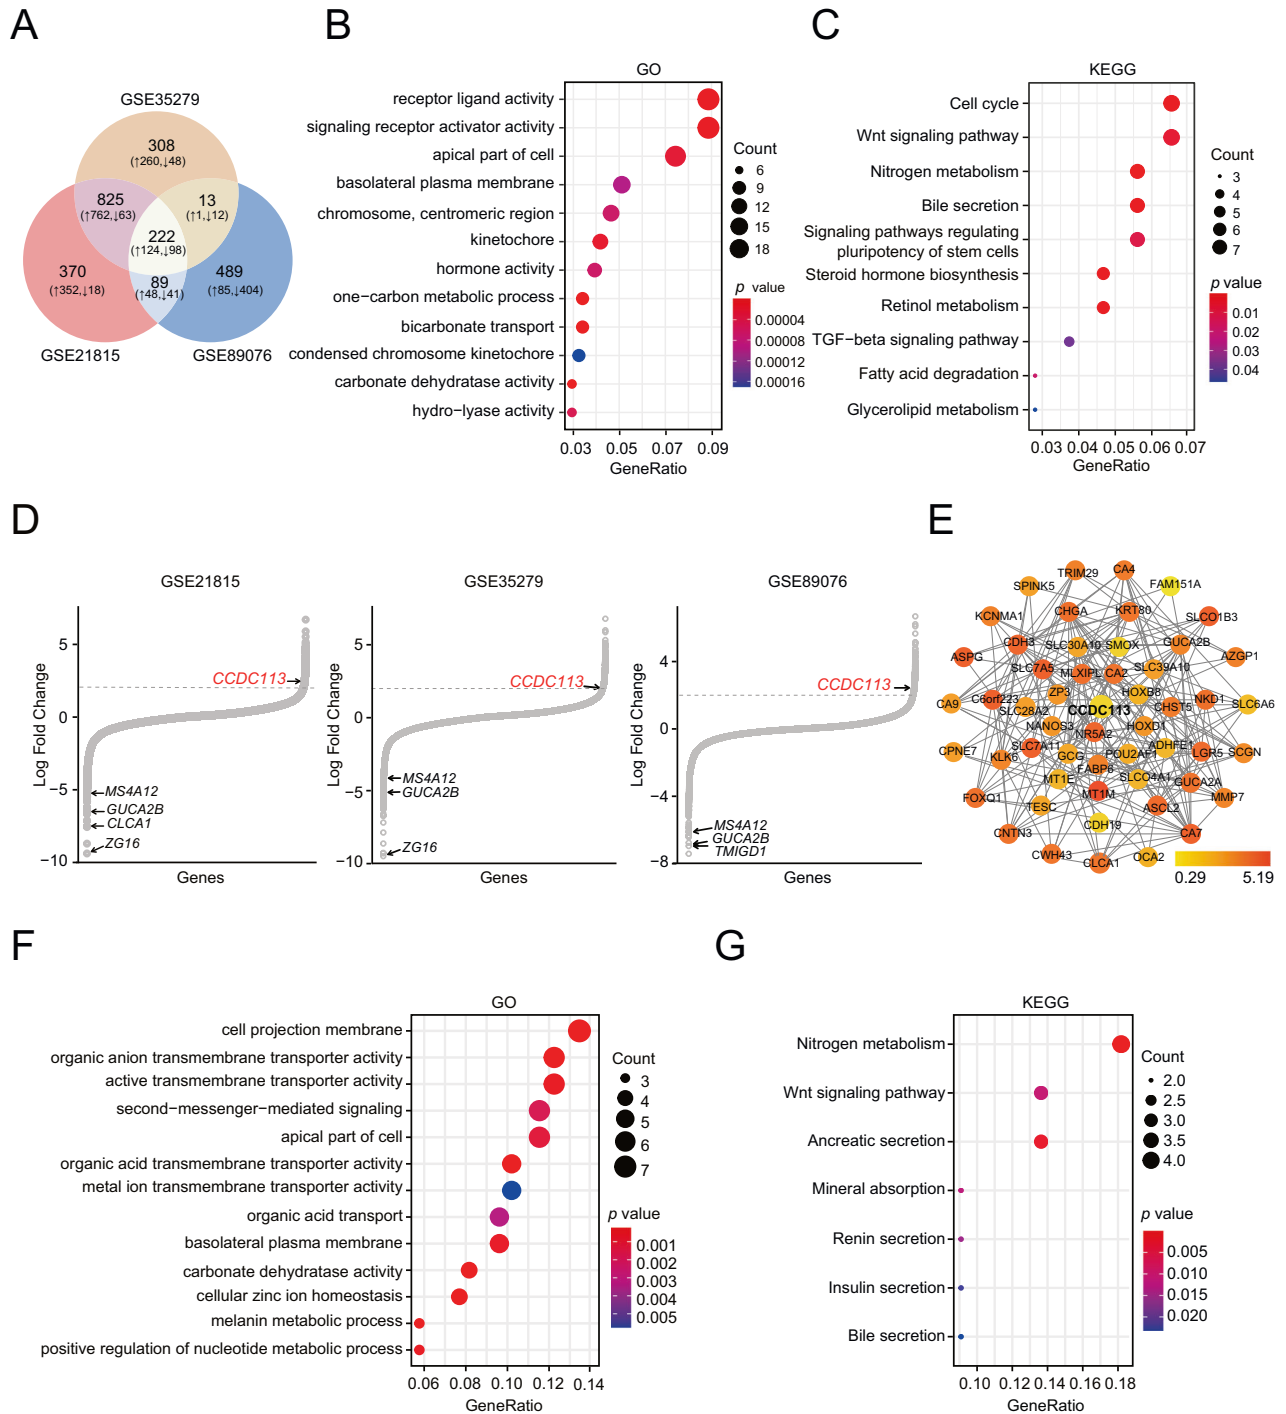 A
GSE35279
308
(↑260,↓48)
825
(↑762,↓63)
13
(↑1,↓12)
222
(↑124,↓98)
370
(↑352,↓18)
89
(↑48,↓41)
489
(↑85,↓404)
GSE21815
GSE89076
B
GO
receptor ligand activity
signaling receptor activator activity
apical part of cell
basolateral plasma membrane
chromosome, centromeric region
kinetochore
hormone activity
one−carbon metabolic process
bicarbonate transport
condensed chromosome kinetochore
carbonate dehydratase activity
hydro−lyase activity
0.03 0.05 0.07 0.09
GeneRatio
Count
6
9
12
15
18
p value
0.00004
0.00008
0.00012
0.00016
C
KEGG
Cell cycle
Wnt signaling pathway
Nitrogen metabolism
Bile secretion
Signaling pathways regulating
pluripotency of stem cells
Steroid hormone biosynthesis
Retinol metabolism
TGF−beta signaling pathway
Fatty acid degradation
Glycerolipid metabolism
0.03 0.04 0.05 0.06 0.07
GeneRatio
Count
3
4
5
6
7
p value
0.01
0.02
0.03
0.04
D
GSE21815
Log Fold Change
5
0
−5
−10
CCDC113
MS4A12
GUCA2B
CLCA1
ZG16
Genes
GSE35279
Log Fold Change
5
0
−5
−10
CCDC113
MS4A12
GUCA2B
ZG16
Genes
GSE89076
Log Fold Change
4
0
−4
−8
CCDC113
MS4A12
GUCA2B
TMIGD1
Genes
E
TRIM29
CA4
SPINK5
FAM151A
KCNMA1
CHGA
KRT80
SLCO1B3
CDH3
SLC30A10
SMOX
GUCA2B
ASPG
SLC7A5
MLXIPL
CA2
SLC39A10
AZGP1
CA9
C6orf223
ZP3
HOXB8
NKD1
SLC28A2
CCDC113
CHST5
SLC6A6
NANOS3
NR5A2
HOXD1
CPNE7
KLK6
SLC7A11
GCG
POU2AF1
ADHFE1
LGR5
SCGN
FABP6
MT1E
SLCO4A1
GUCA2A
FOXQ1
MT1M
MMP7
TESC
ASCL2
CNTN3
CDH19
CA7
CWH43
CLCA1
OCA2
0.29 5.19
F
GO
cell projection membrane
organic anion transmembrane transporter activity
active transmembrane transporter activity
second−messenger−mediated signaling
apical part of cell
organic acid transmembrane transporter activity
metal ion transmembrane transporter activity
organic acid transport
basolateral plasma membrane
carbonate dehydratase activity
cellular zinc ion homeostasis
melanin metabolic process
positive regulation of nucleotide metabolic process
0.06 0.08 0.10 0.12 0.14
GeneRatio
Count
3
4
5
6
7
p value
0.001
0.002
0.003
0.004
0.005
G
KEGG
Nitrogen metabolism
Wnt signaling pathway
Ancreatic secretion
Mineral absorption
Renin secretion
Insulin secretion
Bile secretion
0.10 0.12 0.14 0.16 0.18
GeneRatio
Count
2.0
2.5
3.0
3.5
4.0
p value
0.005
0.010
0.015
0.020